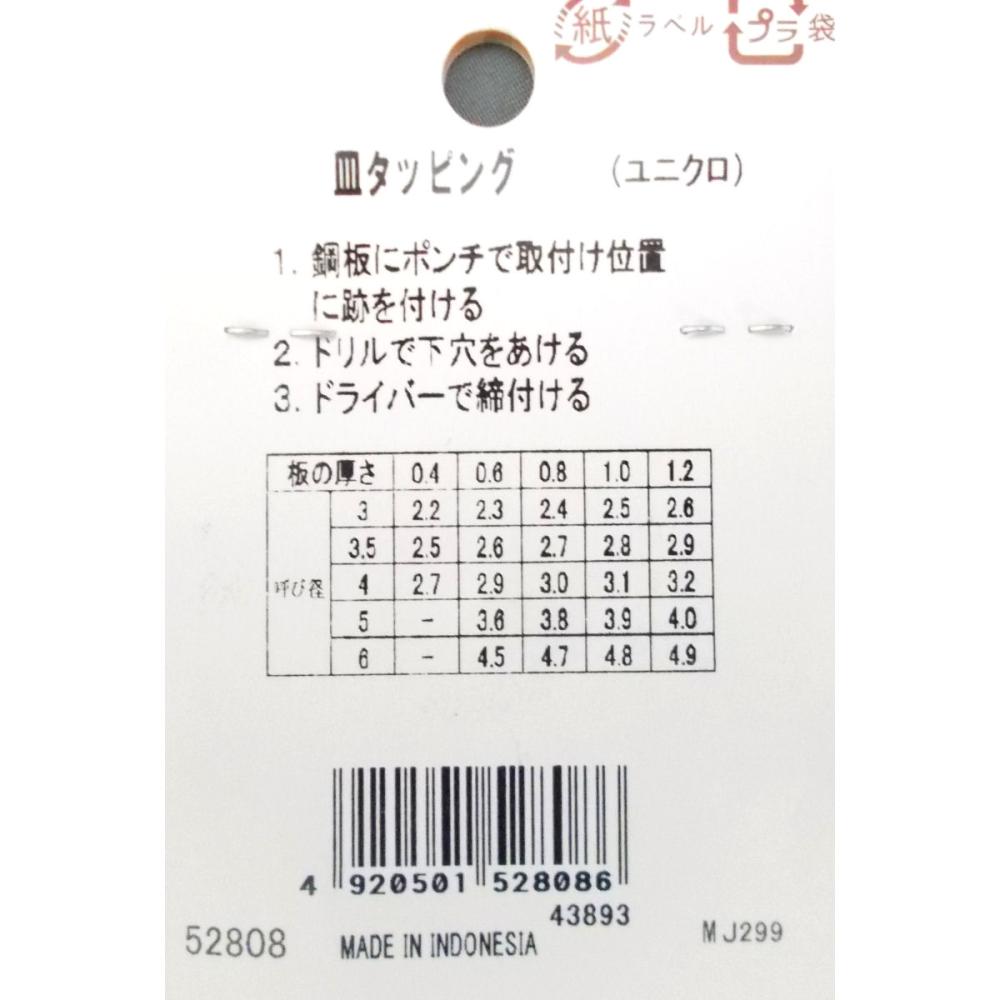 紙 ラベル プラ 袋
皿タッピング (ユニクロ)
1. 鋼板にポンチで取付け位置
に跡を付ける
2. ドリルで下穴をあける
3. ドライバーで締付ける
板の厚さ 0.4 0.6 0.8 1.0 1.2
3 2.2 2.3 2.4 2.5 2.6
3.5 2.5 2.6 2.7 2.8 2.9
呼び径 4 2.7 2.9 3.0 3.1 3.2
5 - 3.6 3.8 3.9 4.0
6 - 4.5 4.7 4.8 4.9
4 920501 528086
43893
52808 MADE IN INDONESIA MJ299